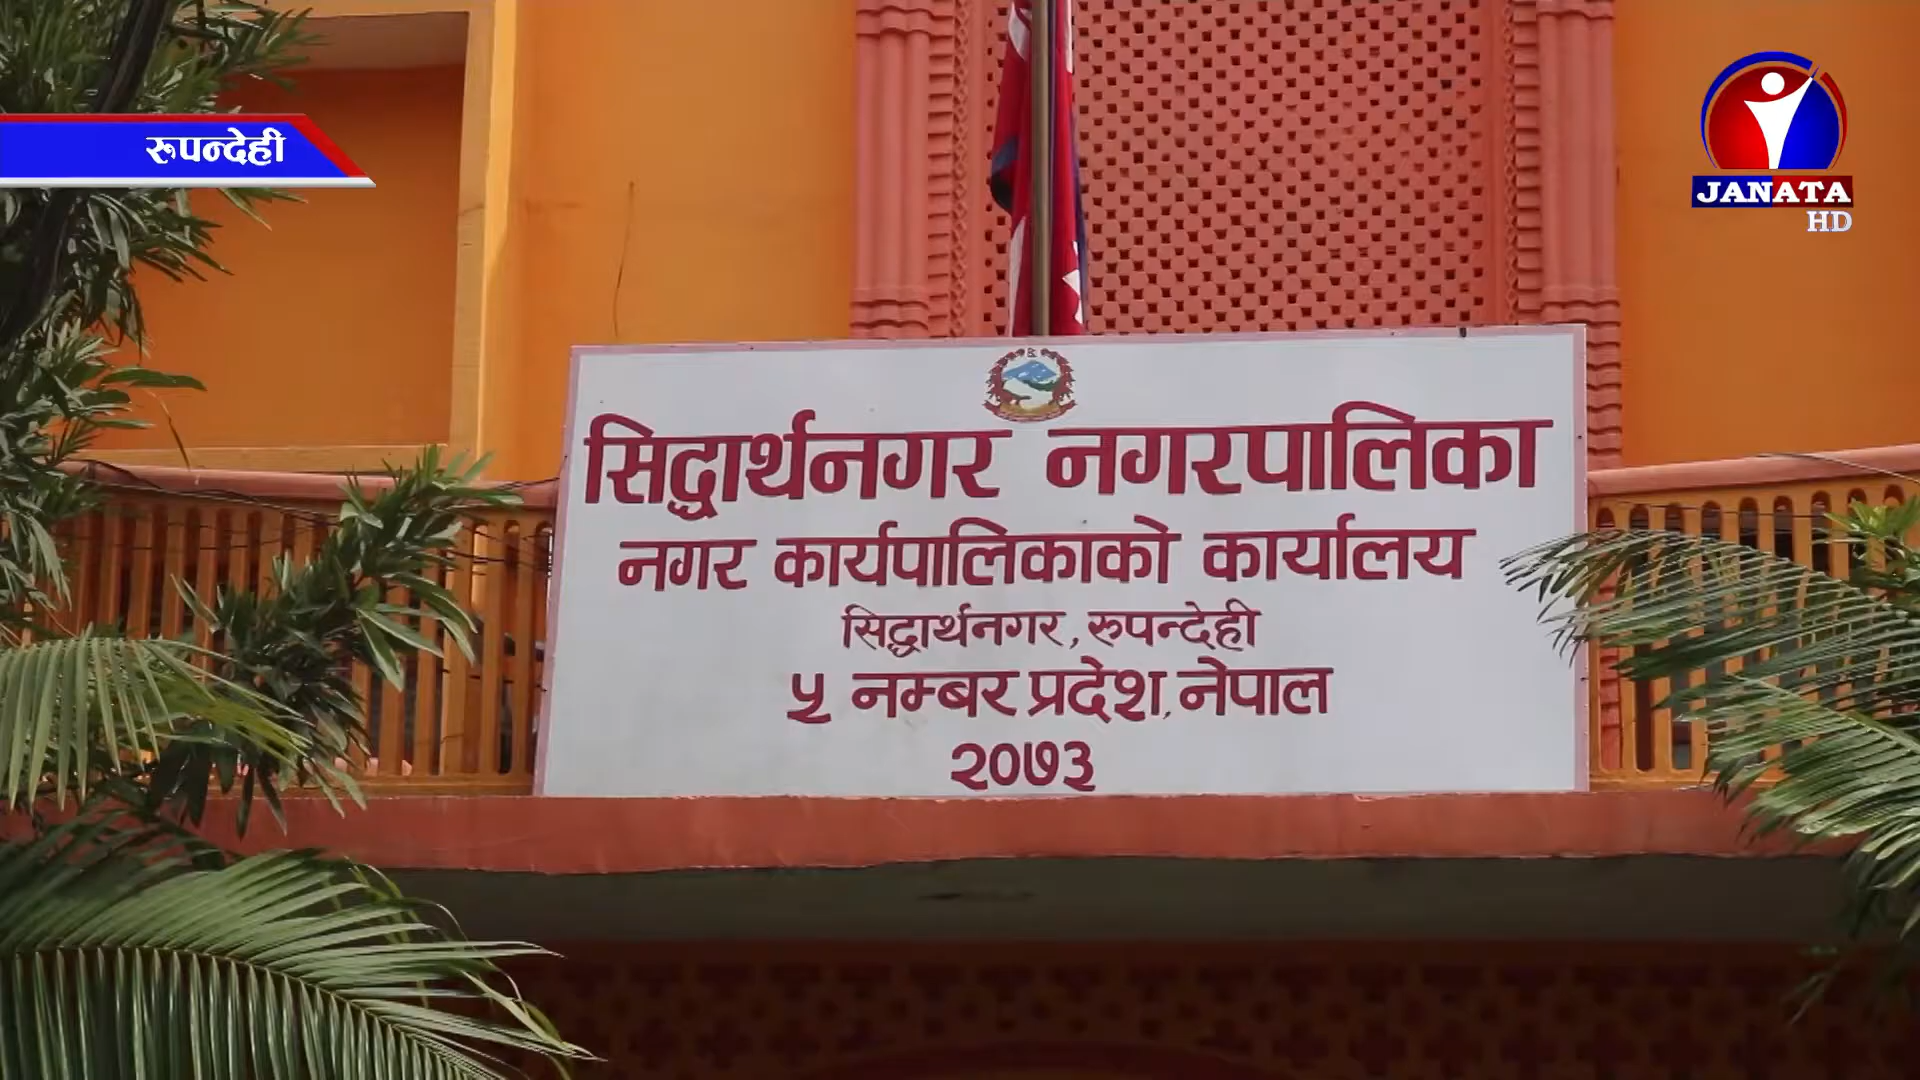 रुपन्देही
JANATA
HD
सिद्धार्थनगर नगरपालिका
नगर कार्यपालिकाको कार्यालय
सिद्धार्थनगर, रुपन्देही
५ नम्बर प्रदेश, नेपाल
२०७३